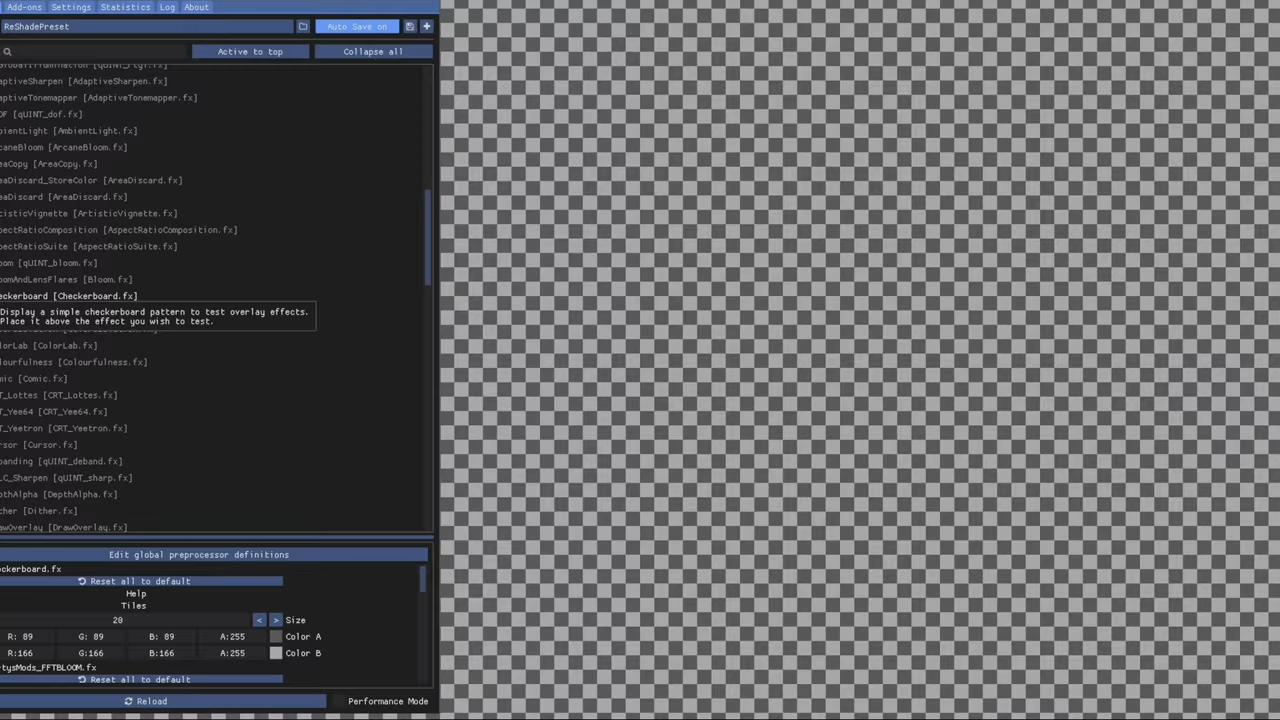 Add-ons Settings Statistics Log About
ReShadePreset Auto Save on
Active to top Collapse all
aptiveSharpen [AdaptiveSharpen.fx]
aptiveTonemapper [AdaptiveTonemapper.fx]
OF [qUINT_dof.fx]
bientLight [AmbientLight.fx]
caneBloom [ArcaneBloom.fx]
eaCopy [AreaCopy.fx]
eaDiscard_StoreColor [AreaDiscard.fx]
eaDiscard [AreaDiscard.fx]
tisticVignette [ArtisticVignette.fx]
pectRatioComposition [AspectRatioComposition.fx]
pectRatioSuite [AspectRatioSuite.fx]
oom [qUINT_bloom.fx]
oomAndLensFlares [Bloom.fx]
eckerboard [Checkerboard.fx]
Display a simple checkerboard pattern to test overlay effects.
Place it above the effect you wish to test.
lorLab [ColorLab.fx]
lourfulness [Colourfulness.fx]
mic [Comic.fx]
T_Lottes [CRT_Lottes.fx]
T_Yee64 [CRT_Yee64.fx]
T_Yeetron [CRT_Yeetron.fx]
rsor [Cursor.fx]
banding [qUINT_deband.fx]
LC_Sharpen [qUINT_sharp.fx]
pthAlpha [DepthAlpha.fx]
ther [Dither.fx]
awOverlay [DrawOverlay.fx]
Edit global preprocessor definitions
eckerboard.fx
Reset all to default
Help
Tiles
20 < > Size
R: 89 G: 89 B: 89 A:255 Color A
R:166 G:166 B:166 A:255 Color B
rtysMods_FFTBLOOM.fx
Reset all to default
Reload Performance Mode